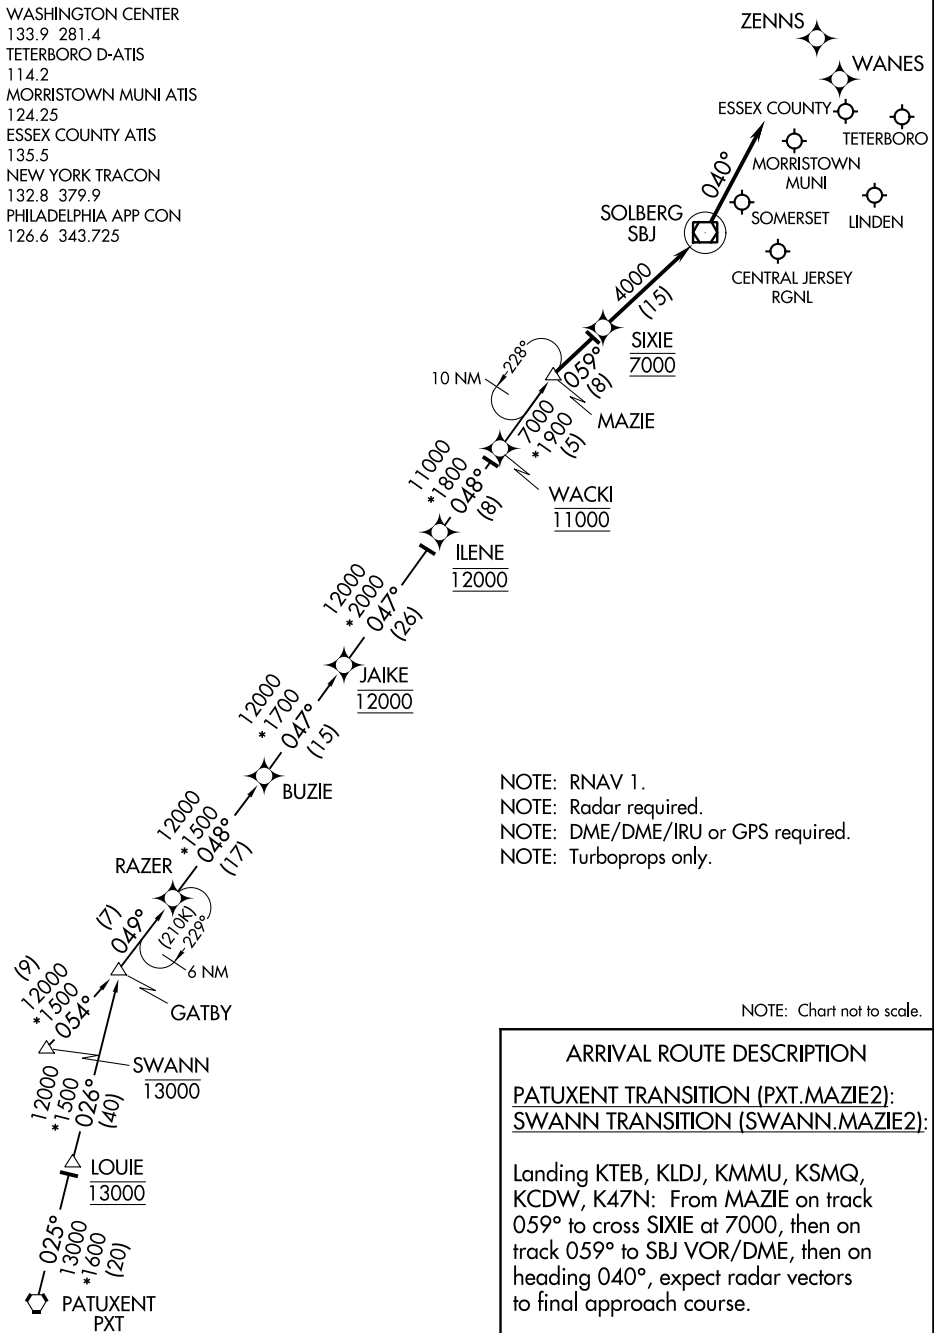 WASHINGTON CENTER
133.9 281.4
TETERBORO D-ATIS
114.2
MORRISTOWN MUNI ATIS
124.25
ESSEX COUNTY ATIS
135.5
NEW YORK TRACON
132.8 379.9
PHILADELPHIA APP CON
126.6 343.725
ZENNS
WANES
ESSEX COUNTY
TETERBORO
MORRISTOWN
MUNI
040°
SOLBERG
SBJ
SOMERSET
LINDEN
CENTRAL JERSEY
RGNL
4000
(15)
SIXIE
7000
228°
10 NM
059°
(8)
MAZIE
7000
*1900
(5)
WACKI
11000
11000
*1800
048°
(8)
ILENE
12000
12000
*2000
047°
(26)
JAIKE
12000
12000
*1700
047°
(15)
BUZIE
12000
*1500
048°
(17)
RAZER
(210K)
229°
6 NM
(7)
049°
GATBY
(9)
12000
*1500
054°
SWANN
13000
12000
*1500
026°
(40)
LOUIE
13000
025°
13000
*1600
(20)
PATUXENT
PXT
NOTE: RNAV 1.
NOTE: Radar required.
NOTE: DME/DME/IRU or GPS required.
NOTE: Turboprops only.
NOTE: Chart not to scale.
ARRIVAL ROUTE DESCRIPTION
PATUXENT TRANSITION (PXT.MAZIE2):
SWANN TRANSITION (SWANN.MAZIE2):
Landing KTEB, KLDJ, KMMU, KSMQ,
KCDW, K47N: From MAZIE on track
059° to cross SIXIE at 7000, then on
track 059° to SBJ VOR/DME, then on
heading 040°, expect radar vectors
to final approach course.